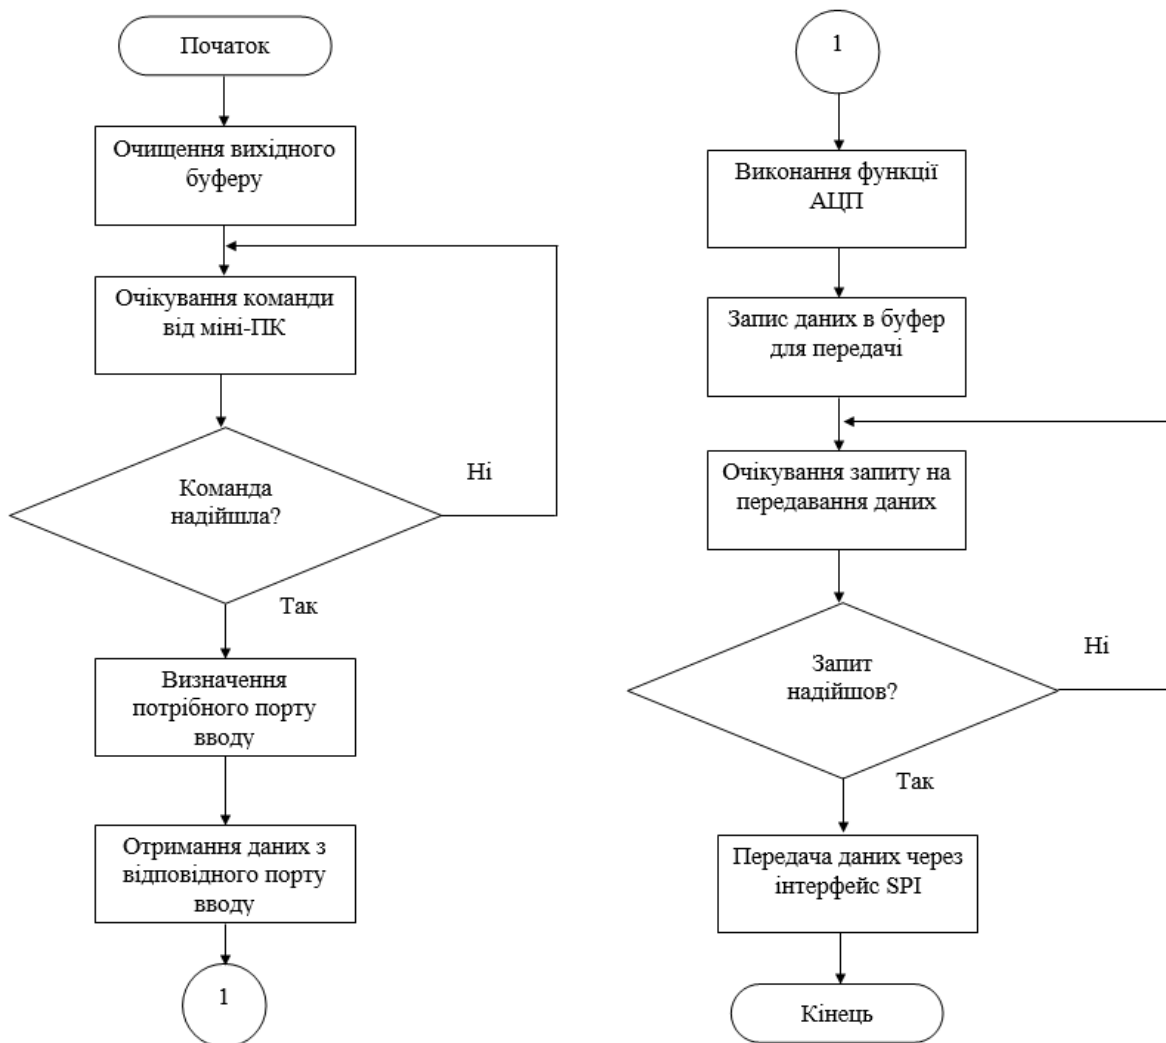 Початок
Очищення вихідного
буферу
Очікування команди
від міні-ПК
Команда
надійшла?
Ні
Так
Визначення
потрібного порту
вводу
Отримання даних з
відповідного порту
вводу
1
1
Виконання функції
АЦП
Запис даних в буфер
для передачі
Очікування запиту на
передавання даних
Запит
надійшов?
Ні
Так
Передача даних через
інтерфейс SPI
Кінець